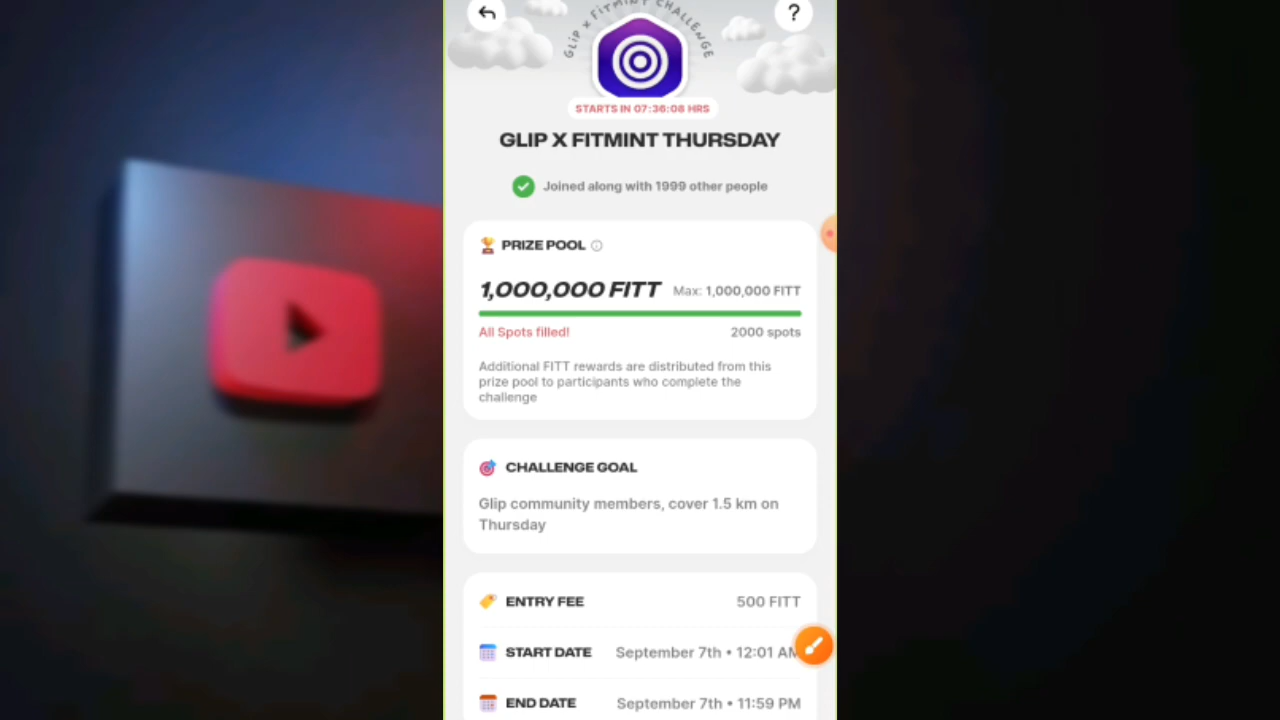 GLIP X FITMINT CHALLENGE
?
STARTS IN 07:36:08 HRS
GLIP X FITMINT THURSDAY
Joined along with 1999 other people
PRIZE POOL
1,000,000 FITT Max: 1,000,000 FITT
All Spots filled! 2000 spots
Additional FITT rewards are distributed from this
prize pool to participants who complete the
challenge
CHALLENGE GOAL
Glip community members, cover 1.5 km on
Thursday
ENTRY FEE 500 FITT
START DATE September 7th • 12:01 AM
END DATE September 7th • 11:59 PM